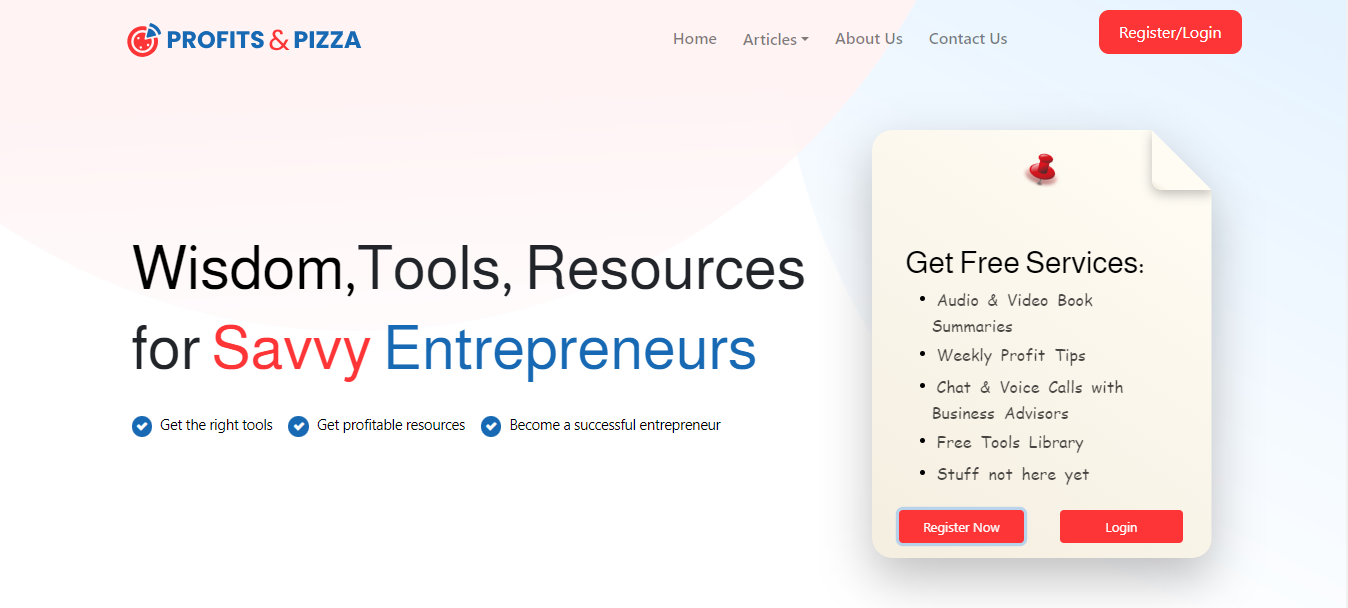 PROFITS & PIZZA
Home Articles About Us Contact Us
Register/Login
Wisdom,Tools, Resources
for Savvy Entrepreneurs
Get the right tools Get profitable resources Become a successful entrepreneur
Get Free Services:
• Audio & Video Book
Summaries
• Weekly Profit Tips
• Chat & Voice Calls with
Business Advisors
• Free Tools Library
• Stuff not here yet
Register Now Login